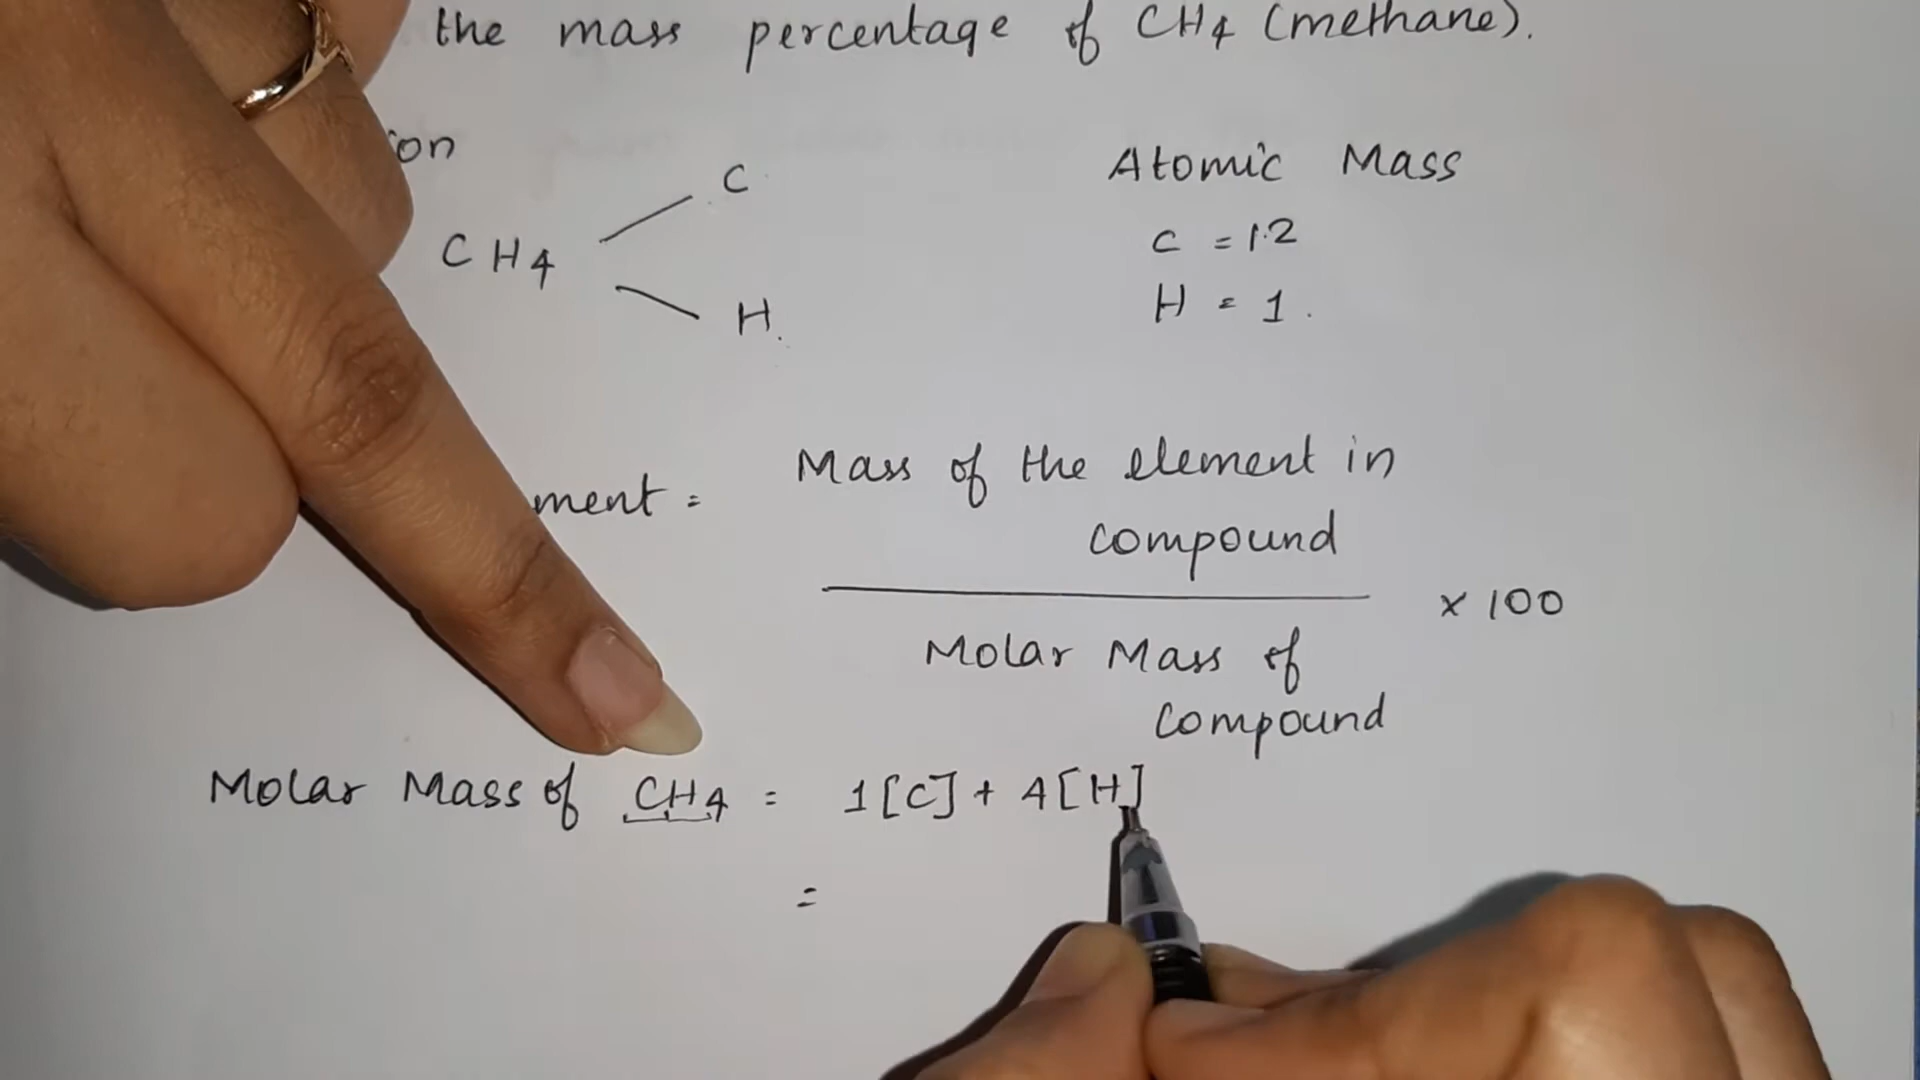 the mass percentage of CH4 (methane).
on
C
CH4
H.
Atomic Mass
C = 12
H = 1.
ment =
Mass of the element in
compound
× 100
Molar Mass of
compound
Molar Mass of CH4 = 1[C] + 4[H]
=